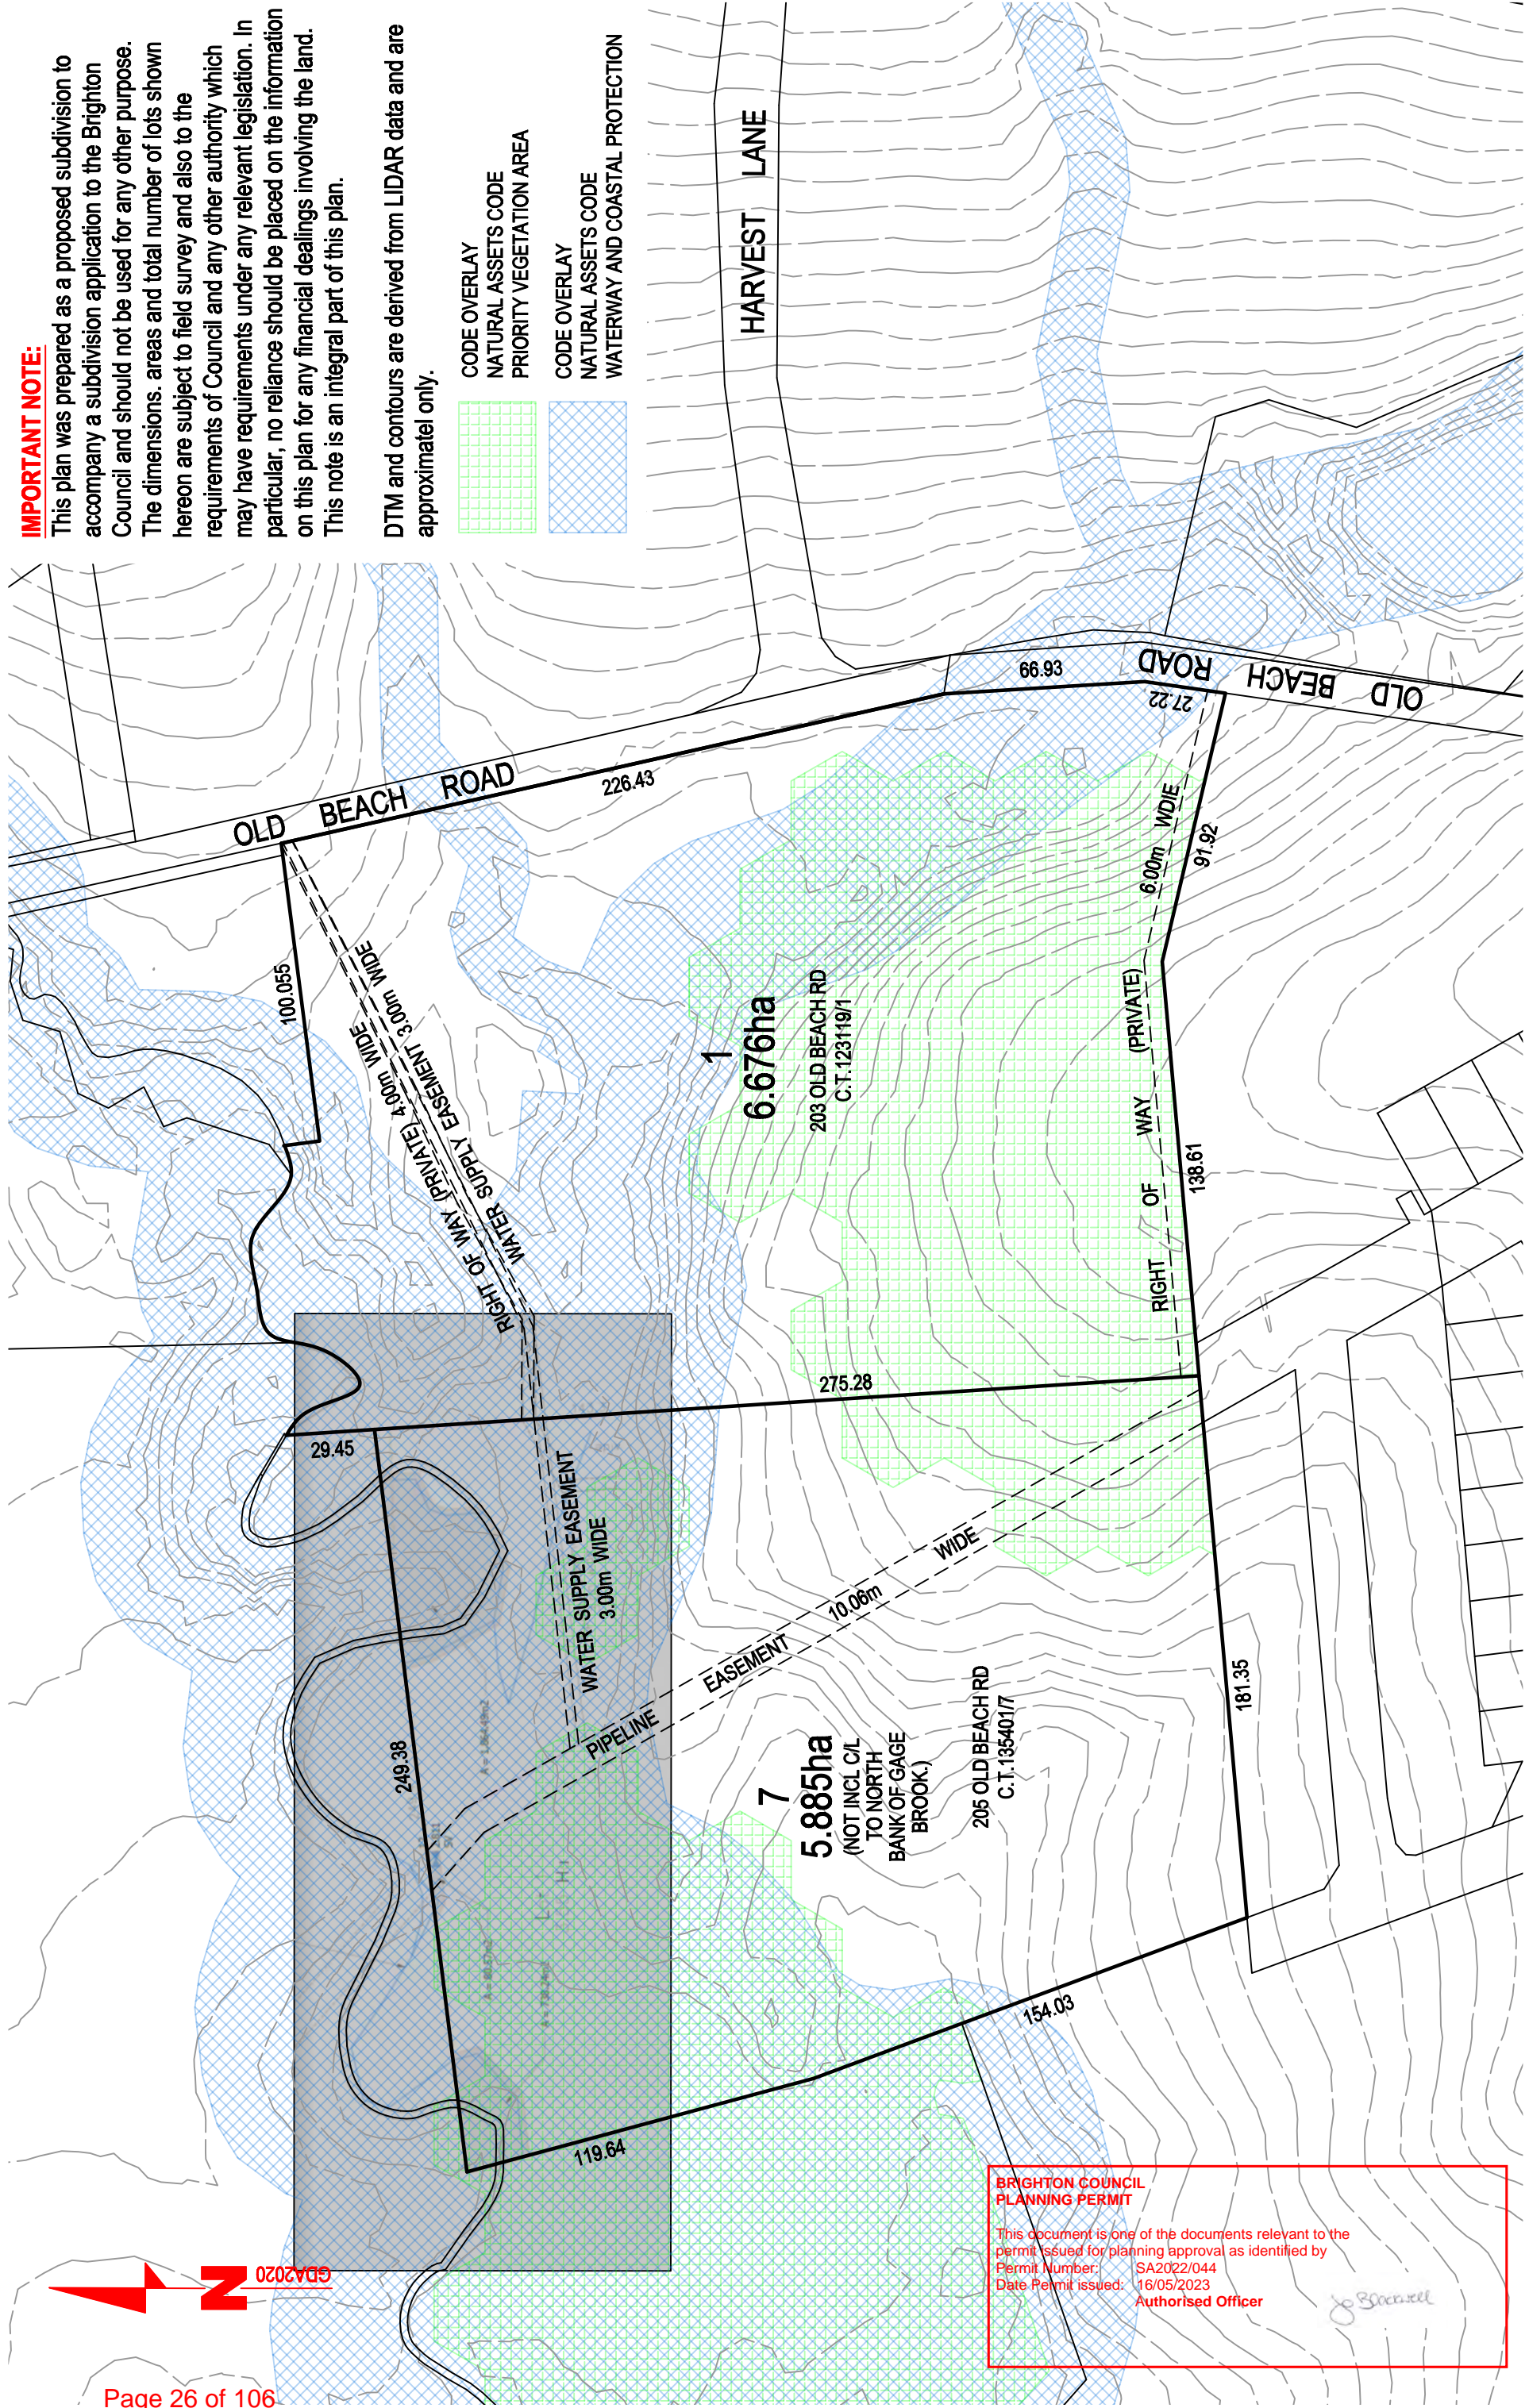 IMPORTANT NOTE:
This plan was prepared as a proposed subdivision to
accompany a subdivision application to the Brighton
Council and should not be used for any other purpose.
The dimensions. areas and total number of lots shown
hereon are subject to field survey and also to the
requirements of Council and any other authority which
may have requirements under any relevant legislation. In
particular, no reliance should be placed on the information
on this plan for any financial dealings involving the land.
This note is an integral part of this plan.
DTM and contours are derived from LIDAR data and are
approximatel only.
CODE OVERLAY
NATURAL ASSETS CODE
PRIORITY VEGETATION AREA
CODE OVERLAY
NATURAL ASSETS CODE
WATERWAY AND COASTAL PROTECTION
HARVEST LANE
OLD BEACH ROAD
226.43
66.93
27.22
OLD BEACH ROAD
100.055
RIGHT OF WAY (PRIVATE) 4.00m WIDE
WATER SUPPLY EASEMENT 3.00m WIDE
1
6.676ha
203 OLD BEACH RD
C.T.123119/1
RIGHT OF WAY (PRIVATE) 6.00m WDIE
91.92
138.61
275.28
29.45
249.38
WATER SUPPLY EASEMENT
3.00m WIDE
PIPELINE EASEMENT 10.06m WIDE
7
5.885ha
(NOT INCL C/L
TO NORTH
BANK OF GAGE
BROOK.)
205 OLD BEACH RD
C.T.135401/7
181.35
154.03
119.64
N
GDA2020
BRIGHTON COUNCIL
PLANNING PERMIT
This document is one of the documents relevant to the
permit issued for planning approval as identified by
Permit Number: SA2022/044
Date Permit issued: 16/05/2023
Authorised Officer
Jo Blackwell
Page 26 of 106